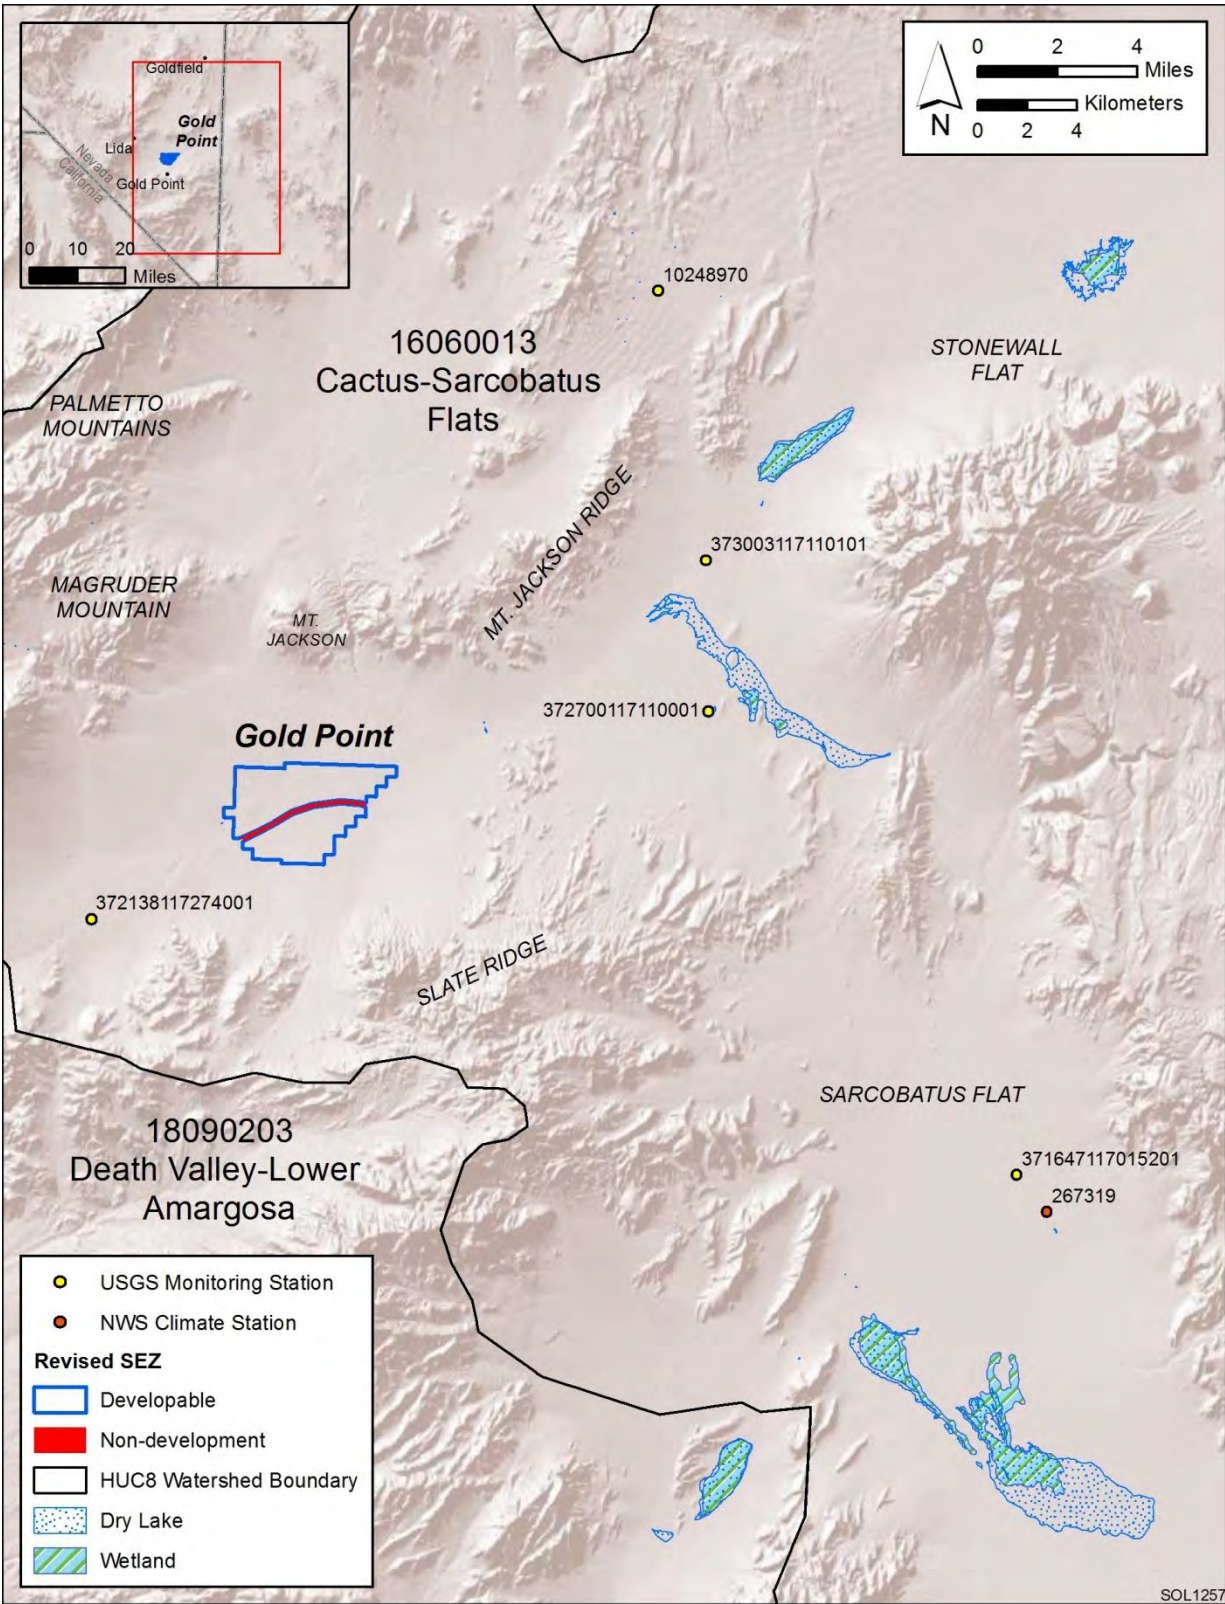 Goldfield
Gold
Point
Lida
Nevada
California
Gold Point
0 10 20
Miles
0 2 4
Miles
Kilometers
0 2 4
N
10248970
16060013
Cactus-Sarcobatus
Flats
STONEWALL
FLAT
PALMETTO
MOUNTAINS
MT. JACKSON RIDGE
373003117110101
MAGRUDER
MOUNTAIN
MT.
JACKSON
372700117110001
Gold Point
372138117274001
SLATE RIDGE
SARCOBATUS FLAT
18090203
Death Valley-Lower
Amargosa
371647117015201
267319
USGS Monitoring Station
NWS Climate Station
Revised SEZ
Developable
Non-development
HUC8 Watershed Boundary
Dry Lake
Wetland
SOL1257